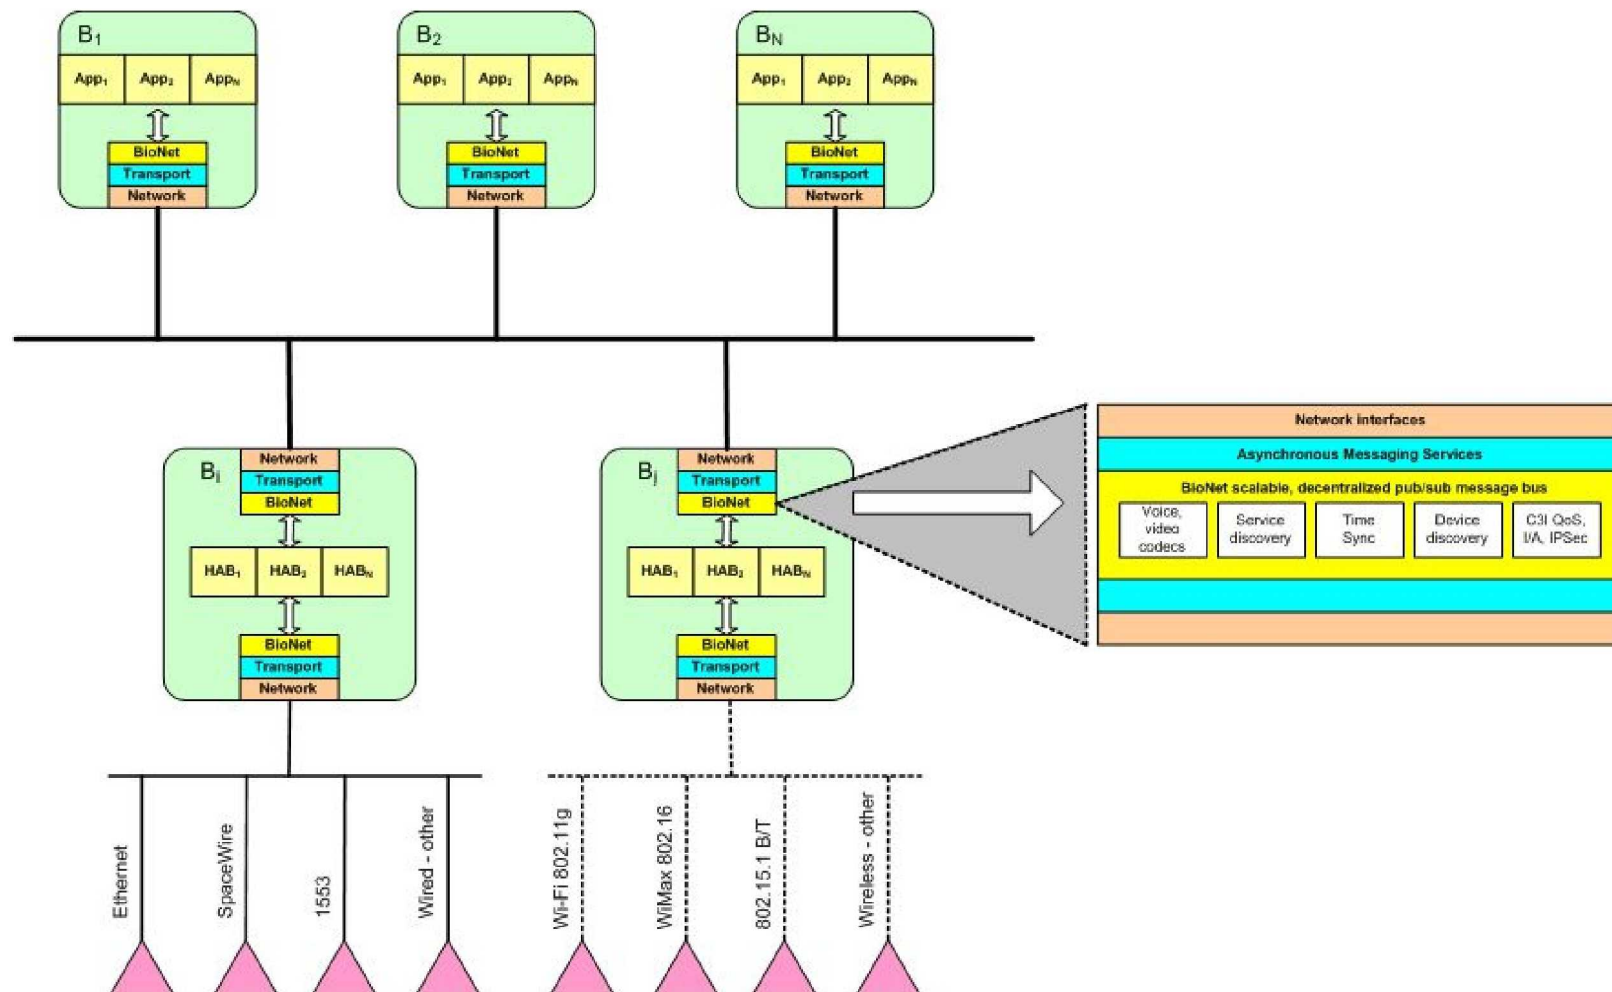 B1
App1 App2 AppN
BioNet
Transport
Network
B2
App1 App2 AppN
BioNet
Transport
Network
BN
App1 App2 AppN
BioNet
Transport
Network
Bi
Network
Transport
BioNet
HAB1 HAB2 HABN
BioNet
Transport
Network
Bj
Network
Transport
BioNet
HAB1 HAB2 HABN
BioNet
Transport
Network
Network interfaces
Asynchronous Messaging Services
BioNet scalable, decentralized pub/sub message bus
Voice,
video
codecs
Service
discovery
Time
Sync
Device
discovery
C3I QoS,
I/A, IPSec
Ethernet
SpaceWire
1553
Wired - other
Wi-Fi 802.11g
WiMax 802.16
802.15.1 B/T
Wireless - other